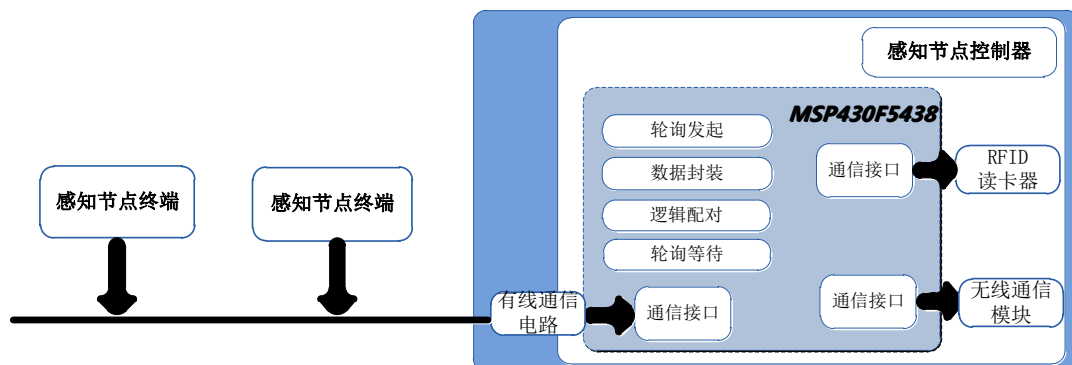 感知节点控制器
MSP430F5438
轮询发起
数据封装
逻辑配对
轮询等待
通信接口
RFID
读卡器
感知节点终端
感知节点终端
有线通信
电路
通信接口
通信接口
无线通信
模块